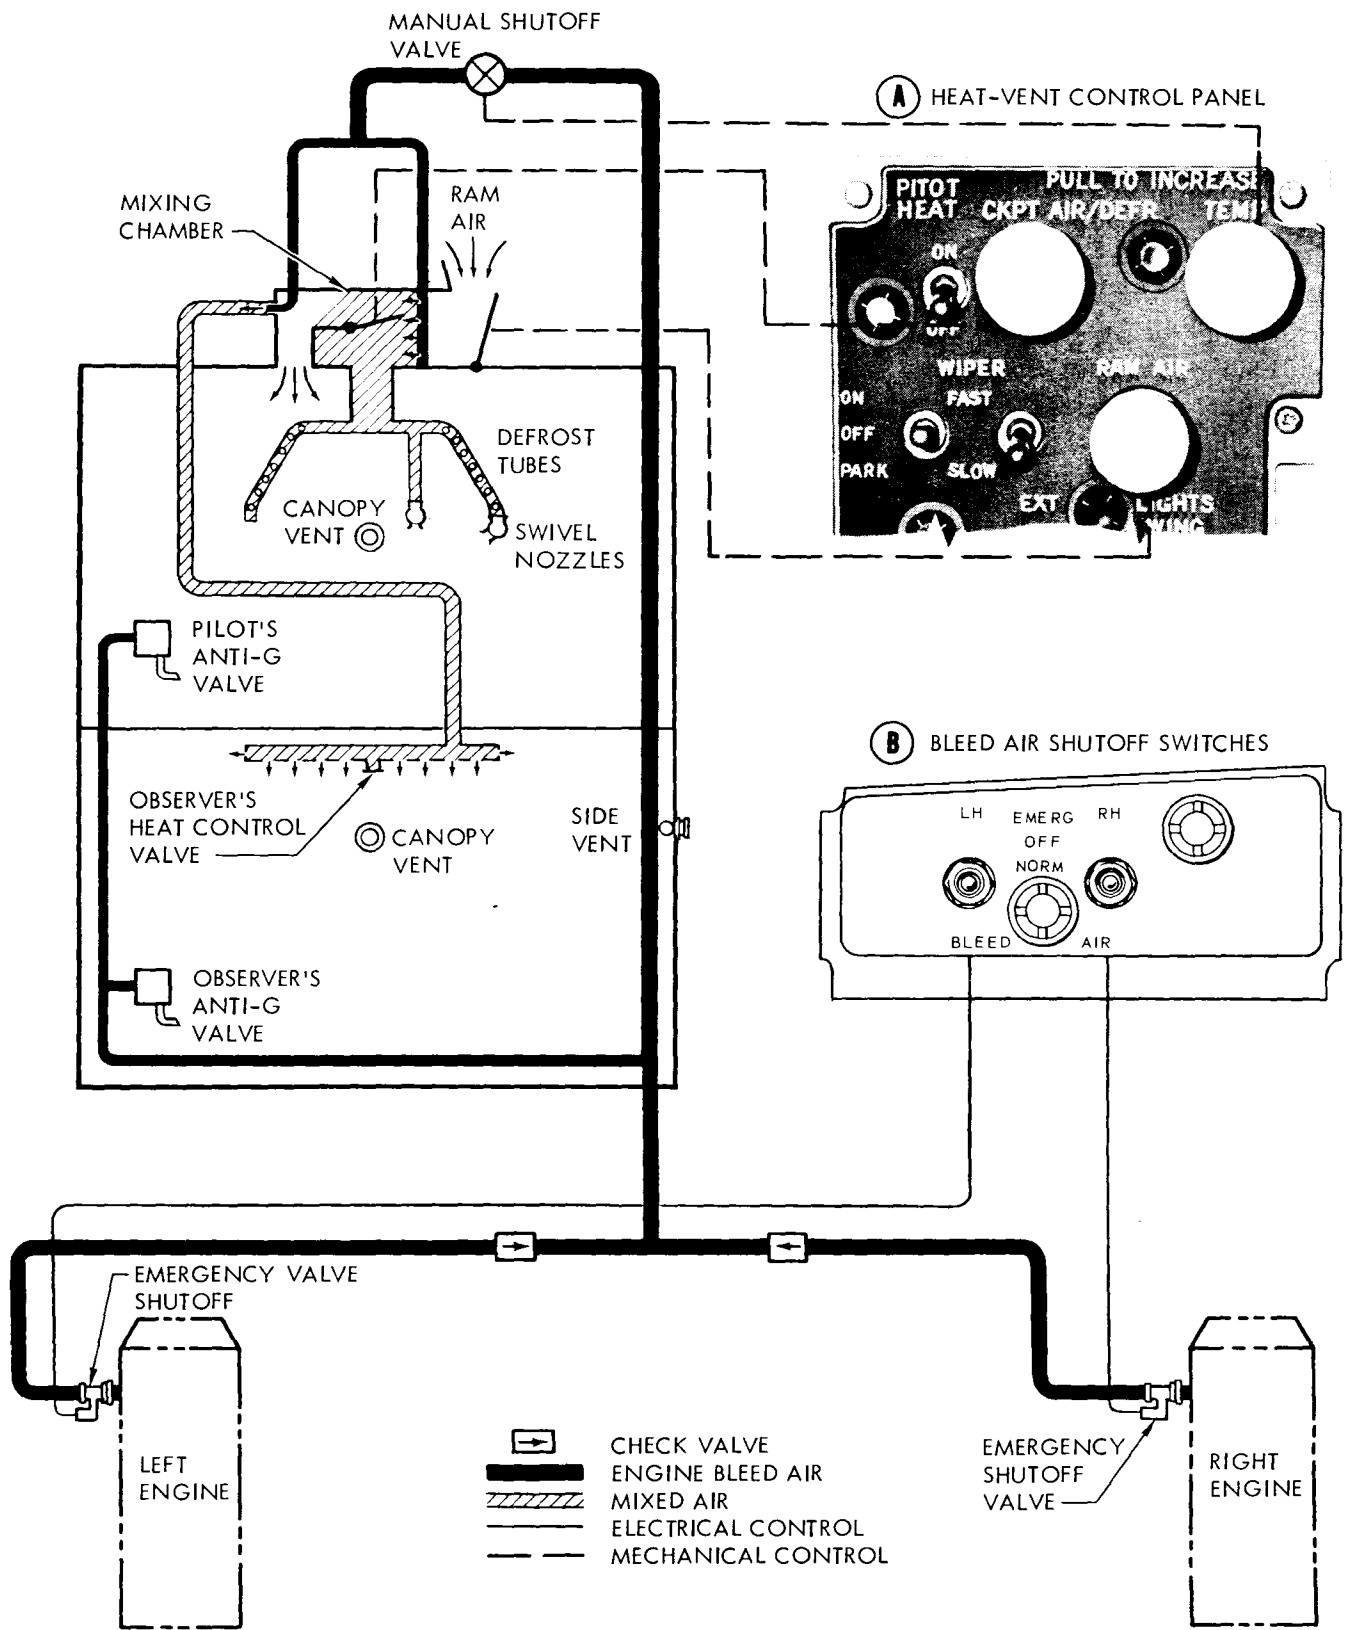 MANUAL SHUTOFF
VALVE
A HEAT-VENT CONTROL PANEL
MIXING
CHAMBER
RAM
AIR
PITOT
HEAT
PULL TO INCREASE
CKPT AIR/DEFR
TEMP
ON
OFF
WIPER
RAM AIR
ON
FAST
OFF
PARK
SLOW
EXT
LIGHTS
WING
DEFROST
TUBES
CANOPY
VENT
SWIVEL
NOZZLES
PILOT'S
ANTI-G
VALVE
B BLEED AIR SHUTOFF SWITCHES
LH
EMERG
OFF
NORM
RH
BLEED
AIR
OBSERVER'S
HEAT CONTROL
VALVE
CANOPY
VENT
SIDE
VENT
OBSERVER'S
ANTI-G
VALVE
EMERGENCY VALVE
SHUTOFF
LEFT
ENGINE
EMERGENCY
SHUTOFF
VALVE
RIGHT
ENGINE
CHECK VALVE
ENGINE BLEED AIR
MIXED AIR
ELECTRICAL CONTROL
MECHANICAL CONTROL